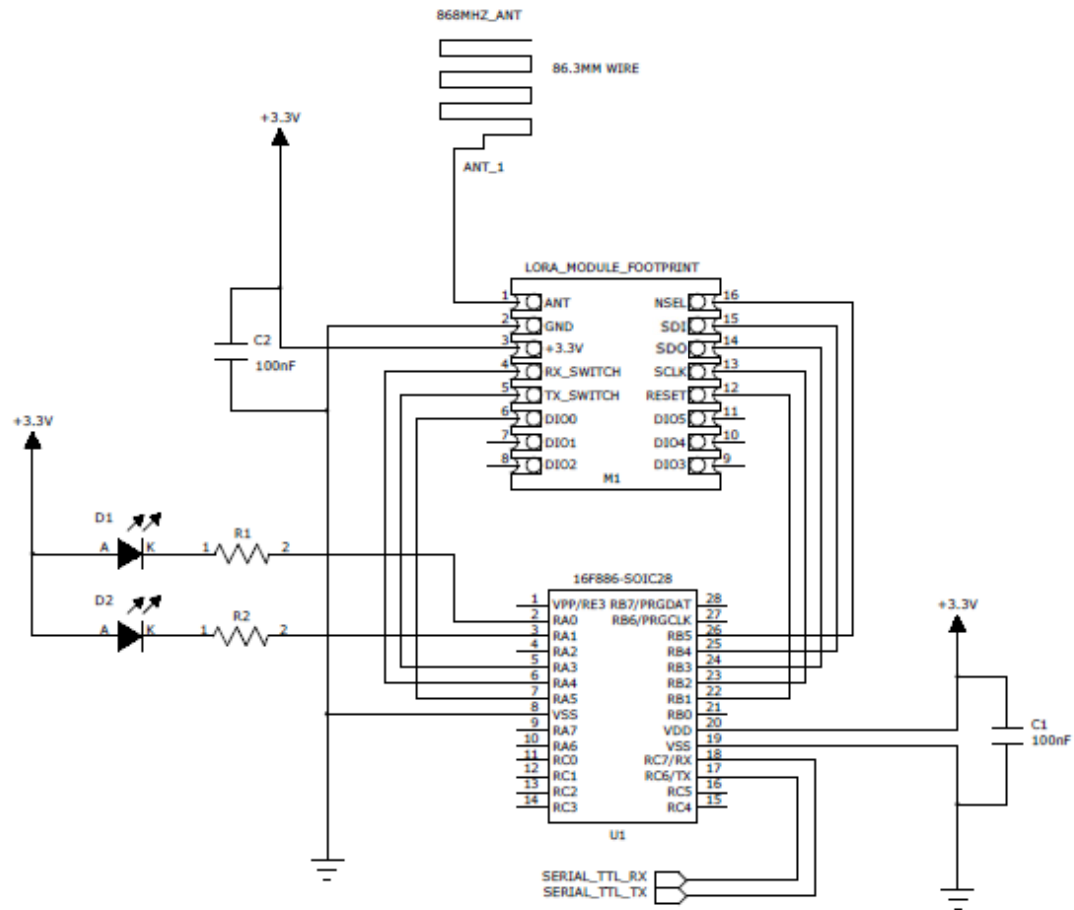 868MHZ_ANT
86.3MM WIRE
+3.3V
ANT_1
LORA_MODULE_FOOTPRINT
1 ANT NSEL 16
2 GND SDI 15
3 +3.3V SDO 14
4 RX_SWITCH SCLK 13
5 TX_SWITCH RESET 12
6 DIO0 DIO5 11
7 DIO1 DIO4 10
8 DIO2 DIO3 9
M1
C2
100nF
+3.3V
D1
A K 1 R1 2
D2
A K 1 R2 2
16F886-SOIC28
1 VPP/RE3 RB7/PRGDAT 28
2 RA0 RB6/PRGCLK 27
3 RA1 RB5 26
4 RA2 RB4 25
5 RA3 RB3 24
6 RA4 RB2 23
7 RA5 RB1 22
8 VSS RB0 21
9 RA7 VDD 20
10 RA6 VSS 19
11 RC0 RC7/RX 18
12 RC1 RC6/TX 17
13 RC2 RC5 16
14 RC3 RC4 15
U1
+3.3V
C1
100nF
SERIAL_TTL_RX
SERIAL_TTL_TX